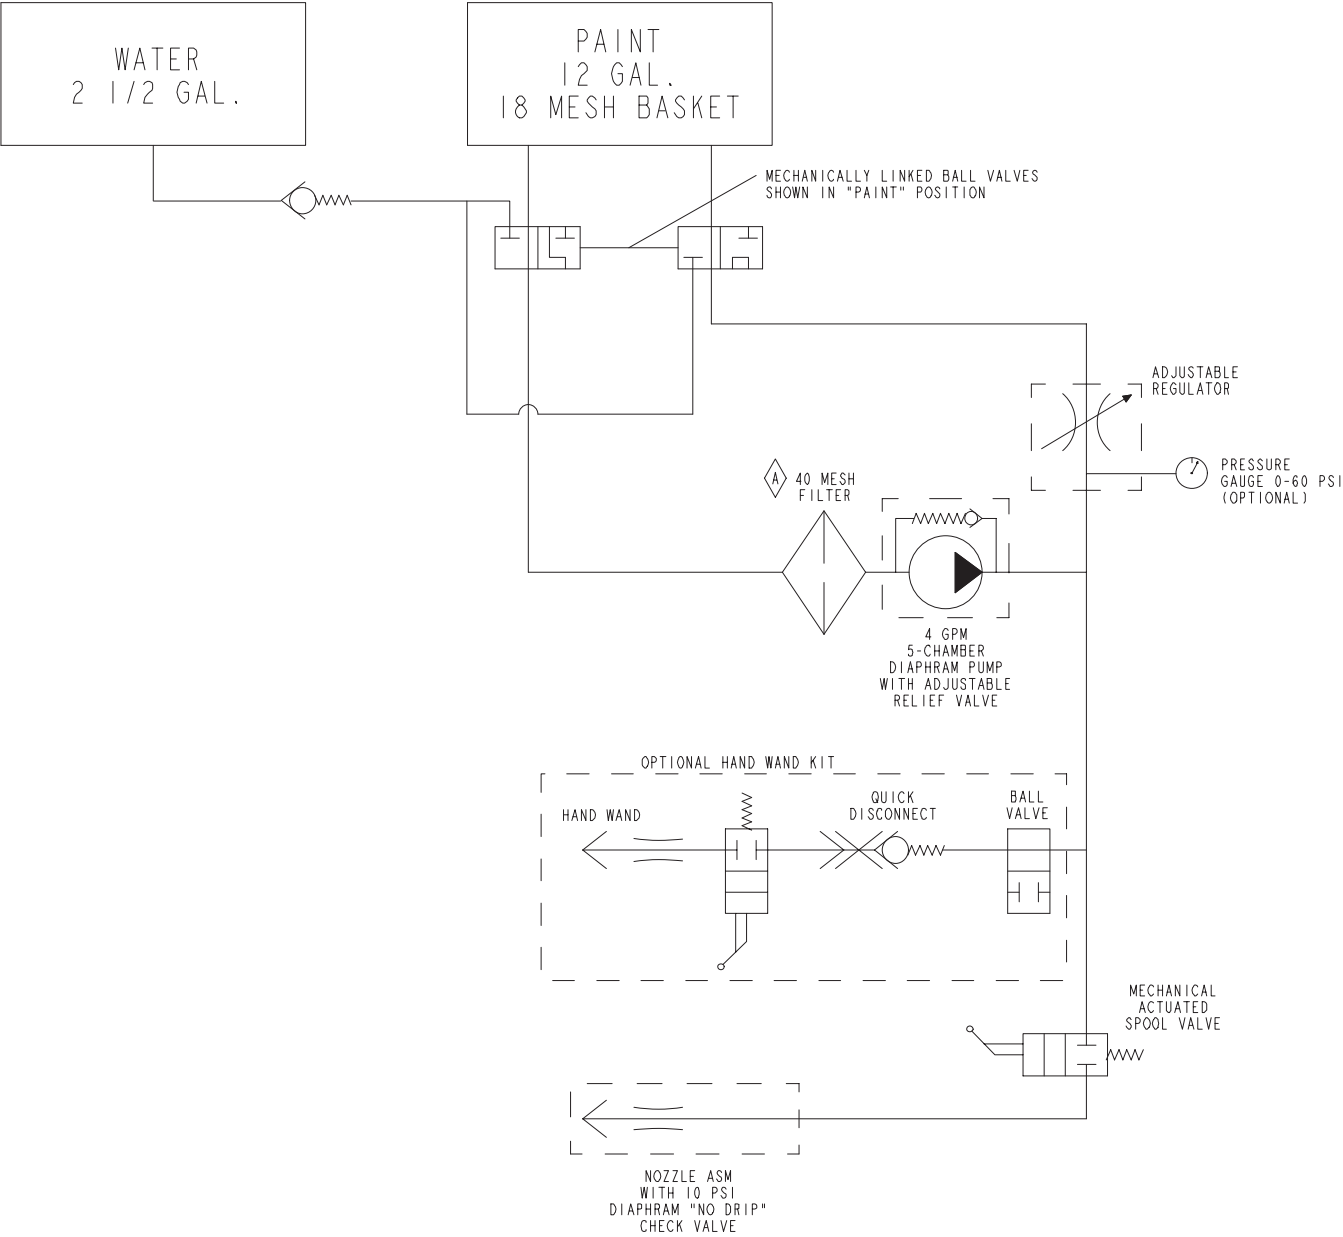 WATER
2 1/2 GAL.
PAINT
12 GAL.
18 MESH BASKET
MECHANICALLY LINKED BALL VALVES
SHOWN IN "PAINT" POSITION
ADJUSTABLE
REGULATOR
PRESSURE
GAUGE 0-60 PSI
(OPTIONAL)
A
40 MESH
FILTER
4 GPM
5-CHAMBER
DIAPHRAM PUMP
WITH ADJUSTABLE
RELIEF VALVE
OPTIONAL HAND WAND KIT
HAND WAND
QUICK
DISCONNECT
BALL
VALVE
MECHANICAL
ACTUATED
SPOOL VALVE
NOZZLE ASM
WITH 10 PSI
DIAPHRAM "NO DRIP"
CHECK VALVE